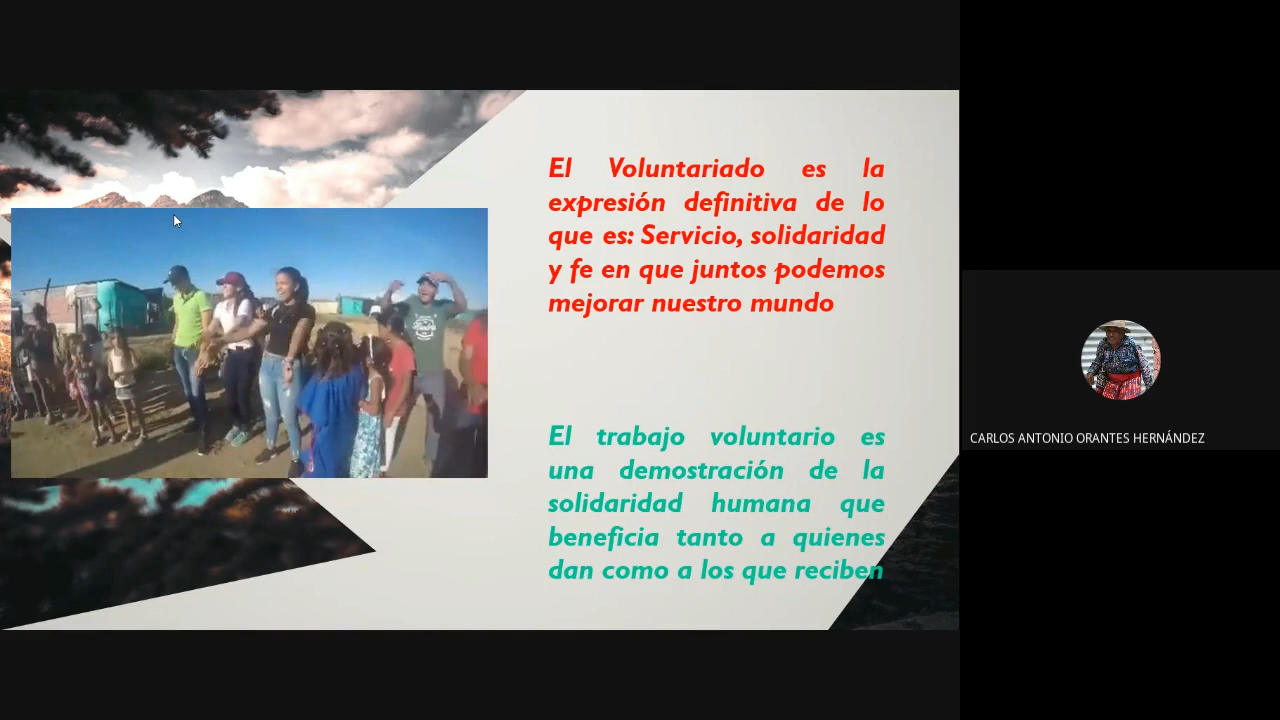 El Voluntariado es la
expresión definitiva de lo
que es: Servicio, solidaridad
y fe en que juntos podemos
mejorar nuestro mundo
El trabajo voluntario es
una demostración de la
solidaridad humana que
beneficia tanto a quienes
dan como a los que reciben
CARLOS ANTONIO ORANTES HERNÁNDEZ